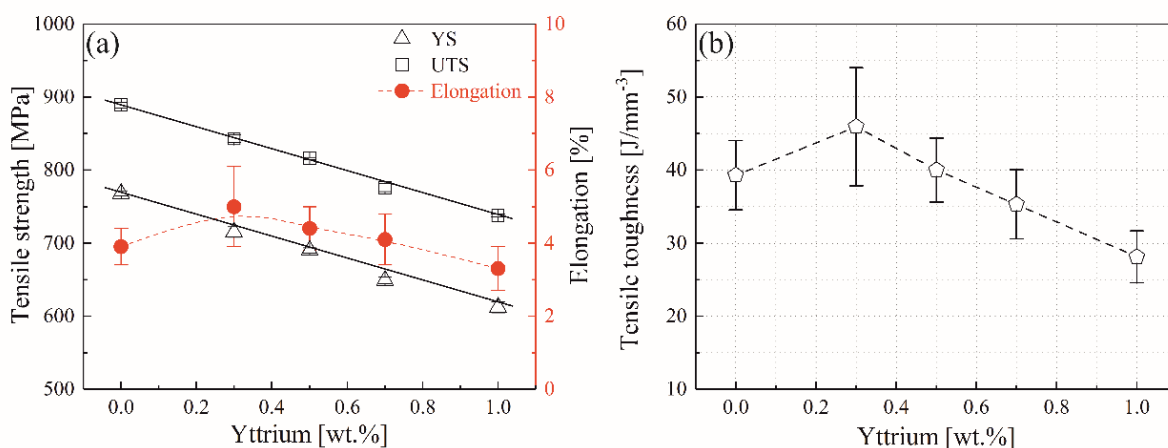 (a)
YS
UTS
Elongation
Tensile strength [MPa]
1000
900
800
700
600
500
Elongation [%]
10
8
6
4
2
0
0.0 0.2 0.4 0.6 0.8 1.0
Yttrium [wt.%]
(b)
Tensile toughness [J/mm-3]
60
50
40
30
20
10
0.0 0.2 0.4 0.6 0.8 1.0
Yttrium [wt.%]